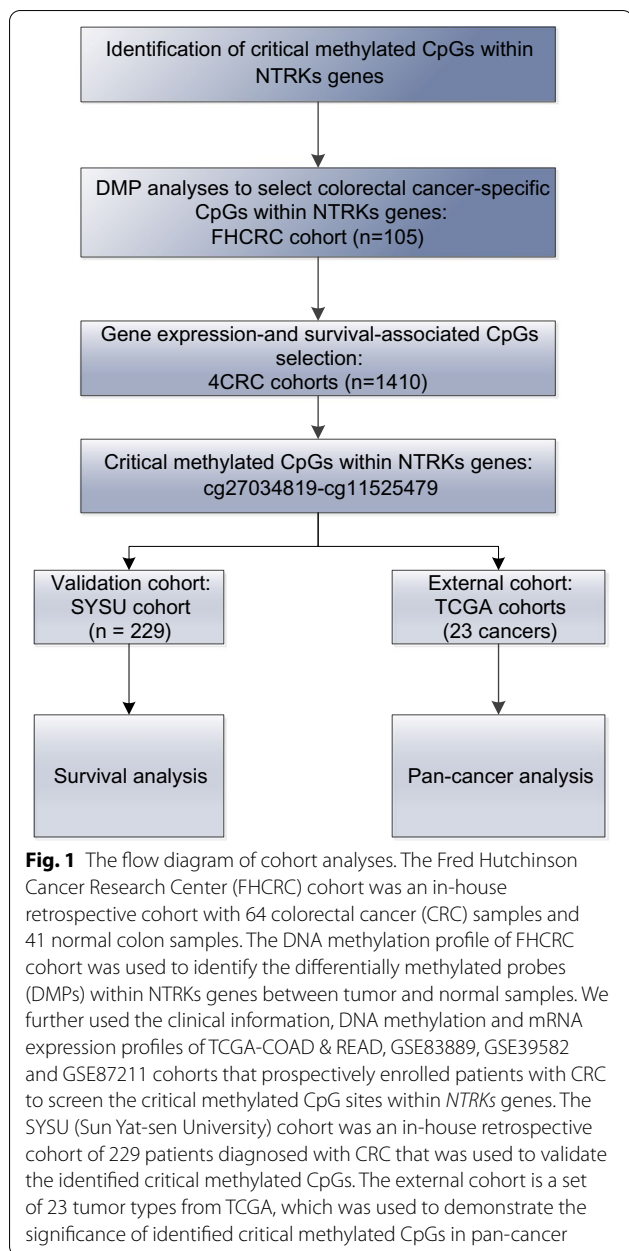 Identification of critical methylated CpGs within
NTRKs genes
DMP analyses to select colorectal cancer-specific
CpGs within NTRKs genes:
FHCRC cohort (n=105)
Gene expression-and survival-associated CpGs
selection:
4CRC cohorts (n=1410)
Critical methylated CpGs within NTRKs genes:
cg27034819-cg11525479
Validation cohort:
SYSU cohort
(n = 229)
External cohort:
TCGA cohorts
(23 cancers)
Survival analysis
Pan-cancer analysis
Fig. 1 The flow diagram of cohort analyses. The Fred Hutchinson
Cancer Research Center (FHCRC) cohort was an in-house
retrospective cohort with 64 colorectal cancer (CRC) samples and
41 normal colon samples. The DNA methylation profile of FHCRC
cohort was used to identify the differentially methylated probes
(DMPs) within NTRKs genes between tumor and normal samples. We
further used the clinical information, DNA methylation and mRNA
expression profiles of TCGA-COAD & READ, GSE83889, GSE39582
and GSE87211 cohorts that prospectively enrolled patients with CRC
to screen the critical methylated CpG sites within NTRKs genes. The
SYSU (Sun Yat-sen University) cohort was an in-house retrospective
cohort of 229 patients diagnosed with CRC that was used to validate
the identified critical methylated CpGs. The external cohort is a set
of 23 tumor types from TCGA, which was used to demonstrate the
significance of identified critical methylated CpGs in pan-cancer